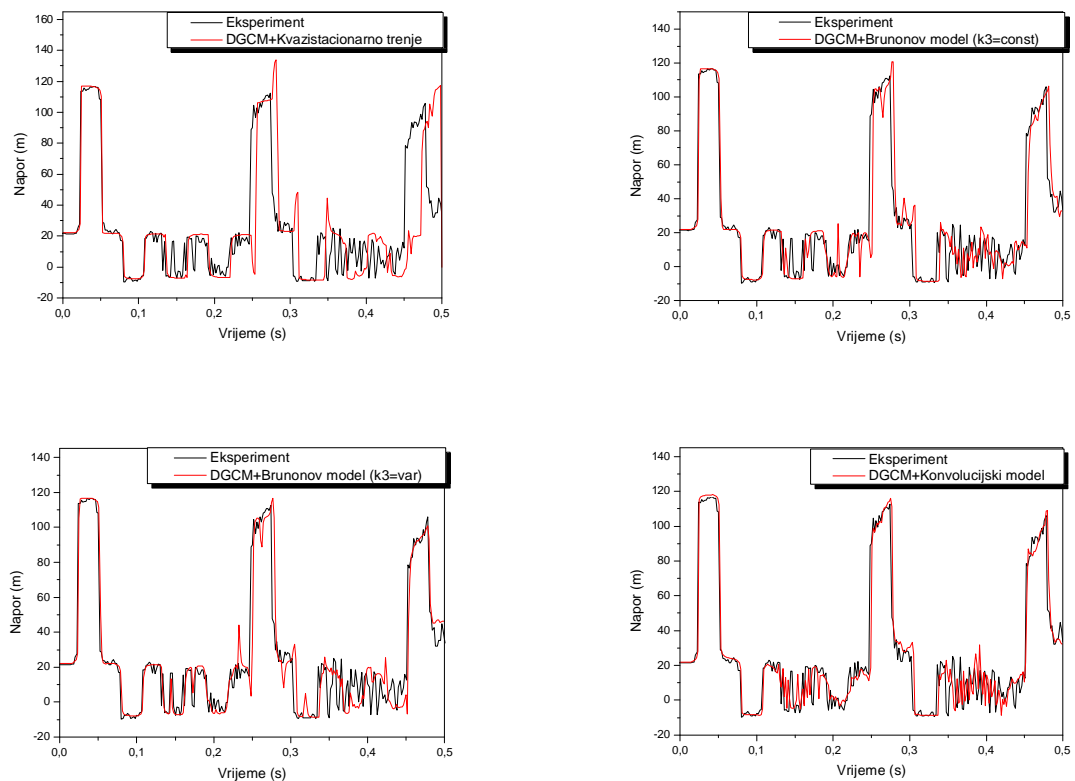 Eksperiment
DGCM+Kvazistacionarno trenje
160
140
120
100
80
60
40
20
0
-20
Napor (m)
0,0 0,1 0,2 0,3 0,4 0,5
Vrijeme (s)
Eksperiment
DGCM+Brunonov model (k3=const)
140
120
100
80
60
40
20
0
-20
Napor (m)
0,0 0,1 0,2 0,3 0,4 0,5
Vrijeme (s)
Eksperiment
DGCM+Brunonov model (k3=var)
140
120
100
80
60
40
20
0
-20
Napor (m)
0,0 0,1 0,2 0,3 0,4 0,5
Vrijeme (s)
Eksperiment
DGCM+Konvolucijski model
140
120
100
80
60
40
20
0
-20
Napor (m)
0,0 0,1 0,2 0,3 0,4 0,5
Vrijeme (s)